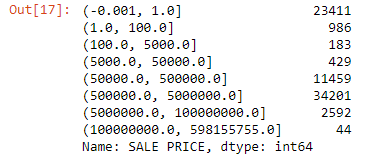 Out[17]: (-0.001, 1.0] 23411
(1.0, 100.0] 986
(100.0, 5000.0] 183
(5000.0, 50000.0] 429
(50000.0, 500000.0] 11459
(500000.0, 5000000.0] 34201
(5000000.0, 100000000.0] 2592
(100000000.0, 598155755.0] 44
Name: SALE PRICE, dtype: int64